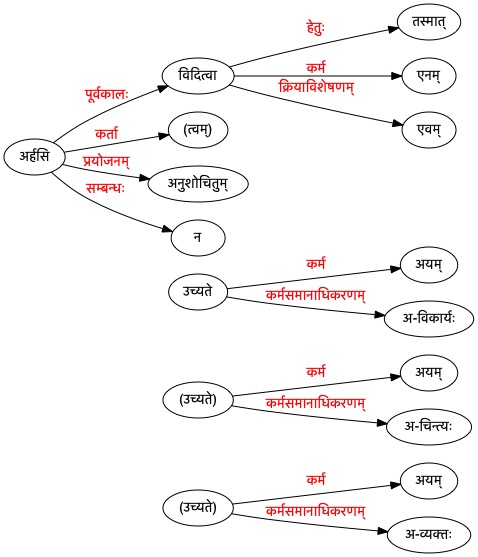 तस्मात्
हेतुः
विदित्वा
कर्म
एनम्
क्रियाविशेषणम्
पूर्वकालः
एवम्
कर्ता
(त्वम्)
अर्हसि
प्रयोजनम्
अनुशोचितुम्
सम्बन्धः
न
अयम्
कर्म
उच्यते
कर्मसमानाधिकरणम्
अ-विकार्यः
अयम्
कर्म
(उच्यते)
कर्मसमानाधिकरणम्
अ-चिन्त्यः
अयम्
कर्म
(उच्यते)
कर्मसमानाधिकरणम्
अ-व्यक्तः